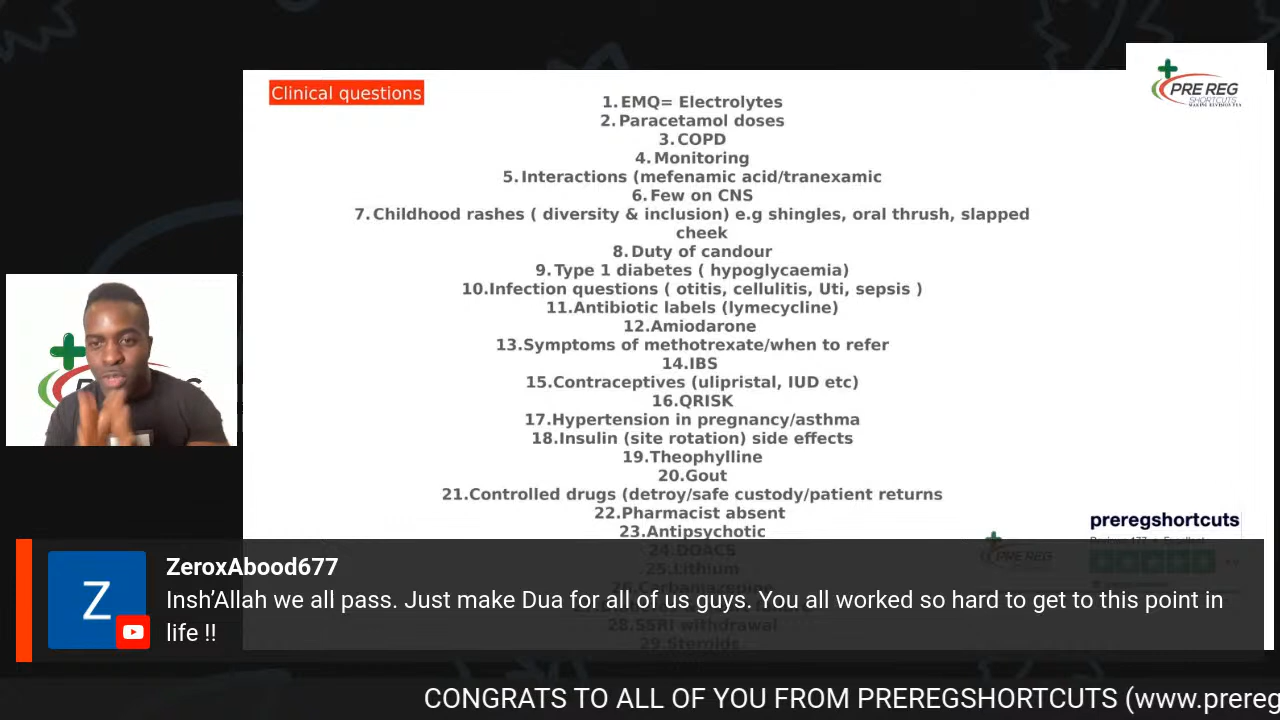 Clinical questions
PRE REG
SHORTCUTS
1. EMQ= Electrolytes
2. Paracetamol doses
3. COPD
4. Monitoring
5. Interactions (mefenamic acid/tranexamic
6. Few on CNS
7. Childhood rashes ( diversity & inclusion) e.g shingles, oral thrush, slapped
cheek
8. Duty of candour
9. Type 1 diabetes ( hypoglycaemia)
10.Infection questions ( otitis, cellulitis, Uti, sepsis )
11.Antibiotic labels (lymecycline)
12.Amiodarone
13.Symptoms of methotrexate/when to refer
14.IBS
15.Contraceptives (ulipristal, IUD etc)
16.QRISK
17.Hypertension in pregnancy/asthma
18.Insulin (site rotation) side effects
19.Theophylline
20.Gout
21.Controlled drugs (detroy/safe custody/patient returns
22.Pharmacist absent
23.Antipsychotic
24.DOACS
25.Lithium
26.Carbamazepine
28.SSRI withdrawal
29.Steroids
preregshortcuts
PRE REG
Z
ZeroxAbood677
Insh’Allah we all pass. Just make Dua for all of us guys. You all worked so hard to get to this point in
life !!
CONGRATS TO ALL OF YOU FROM PREREGSHORTCUTS (www.prereg